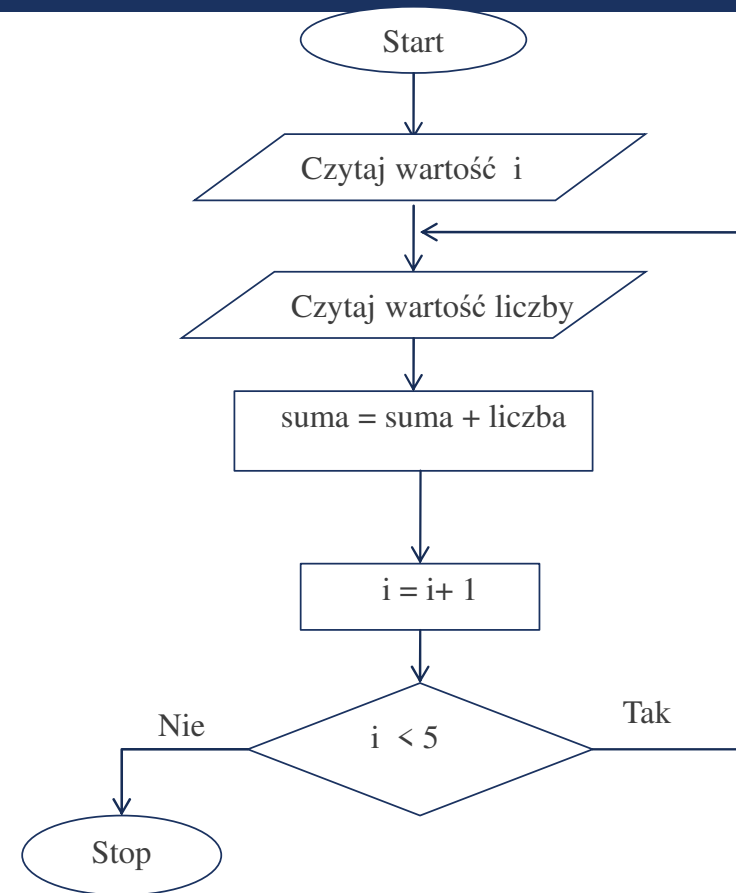 Start
Czytaj wartość i
Czytaj wartość liczby
suma = suma + liczba
i = i+ 1
i < 5
Nie
Tak
Stop